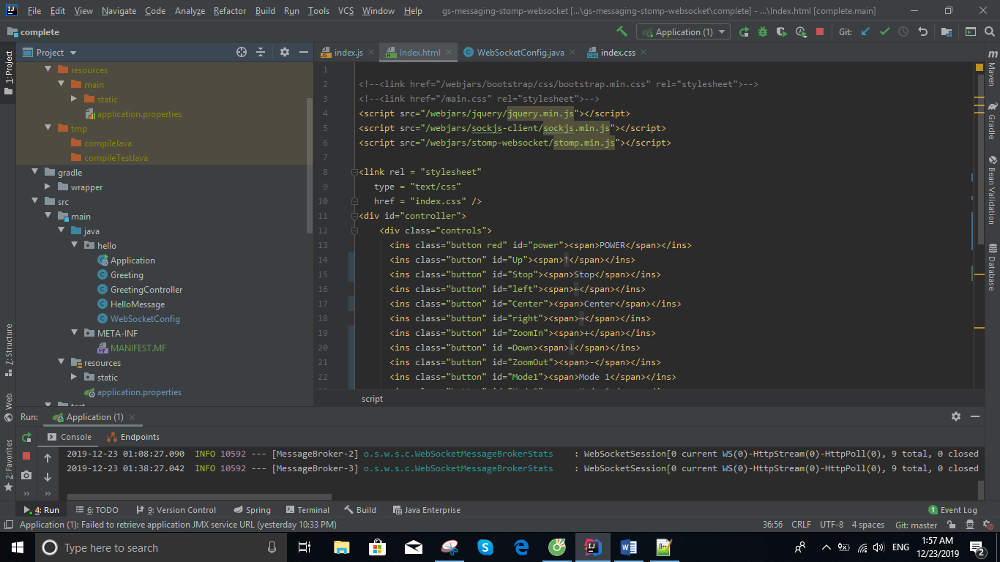 File Edit View Navigate Code Analyze Refactor Build Run Tools VCS Window Help gs-messaging-stomp-websocket [...\gs-messaging-stomp-websocket\complete] - ...\Index.html [complete.main]
complete Application (1) Git:
Project index.js Index.html WebSocketConfig.java index.css
1: Project
7: Structure
Web
2: Favorites
resources
main
static
application.properties
tmp
compileJava
compileTestJava
gradle
wrapper
src
main
java
hello
Application
Greeting
GreetingController
HelloMessage
WebSocketConfig
META-INF
MANIFEST.MF
resources
static
application.properties
1
2 <!--<link href="/webjars/bootstrap/css/bootstrap.min.css" rel="stylesheet">-->
3 <!--<link href="/main.css" rel="stylesheet">-->
4 <script src="/webjars/jquery/jquery.min.js"></script>
5 <script src="/webjars/sockjs-client/sockjs.min.js"></script>
6 <script src="/webjars/stomp-websocket/stomp.min.js"></script>
7
8 <link rel = "stylesheet"
9 type = "text/css"
10 href = "index.css" />
11 <div id="controller">
12 <div class="controls">
13 <ins class="button red" id="power"><span>POWER</span></ins>
14 <ins class="button" id="Up"><span>↑</span></ins>
15 <ins class="button" id="Stop"><span>Stop</span></ins>
16 <ins class="button" id="left"><span>←</span></ins>
17 <ins class="button" id="Center"><span>Center</span></ins>
18 <ins class="button" id="right"><span>→</span></ins>
19 <ins class="button" id="ZoomIn"><span>+</span></ins>
20 <ins class="button" id =Down><span>↓</span></ins>
21 <ins class="button" id="ZoomOut"><span>-</span></ins>
22 <ins class="button" id="Mode1"><span>Mode 1</span></ins>
script
Maven
Gradle
Bean Validation
Database
Run: Application (1)
Console Endpoints
2019-12-23 01:08:27.090 INFO 10592 --- [MessageBroker-2] o.s.w.s.c.WebSocketMessageBrokerStats : WebSocketSession[0 current WS(0)-HttpStream(0)-HttpPoll(0), 9 total, 0 closed
2019-12-23 01:38:27.042 INFO 10592 --- [MessageBroker-3] o.s.w.s.c.WebSocketMessageBrokerStats : WebSocketSession[0 current WS(0)-HttpStream(0)-HttpPoll(0), 9 total, 0 closed
4: Run 6: TODO 9: Version Control Spring Terminal Build Java Enterprise 1 Event Log
Application (1): Failed to retrieve application JMX service URL (yesterday 10:33 PM) 36:56 CRLF UTF-8 4 spaces Git: master
Type here to search ENG 1:57 AM
12/23/2019 2